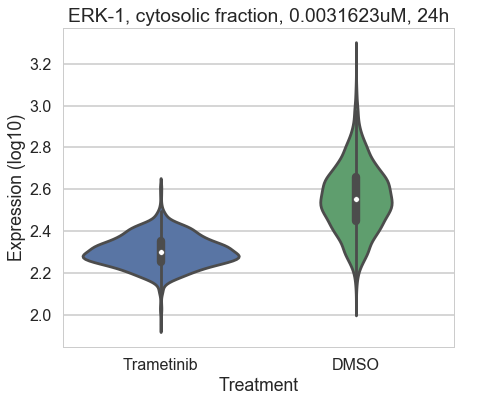 ERK-1, cytosolic fraction, 0.0031623uM, 24h
3.2
3.0
2.8
2.6
2.4
2.2
2.0
Expression (log10)
Trametinib DMSO
Treatment